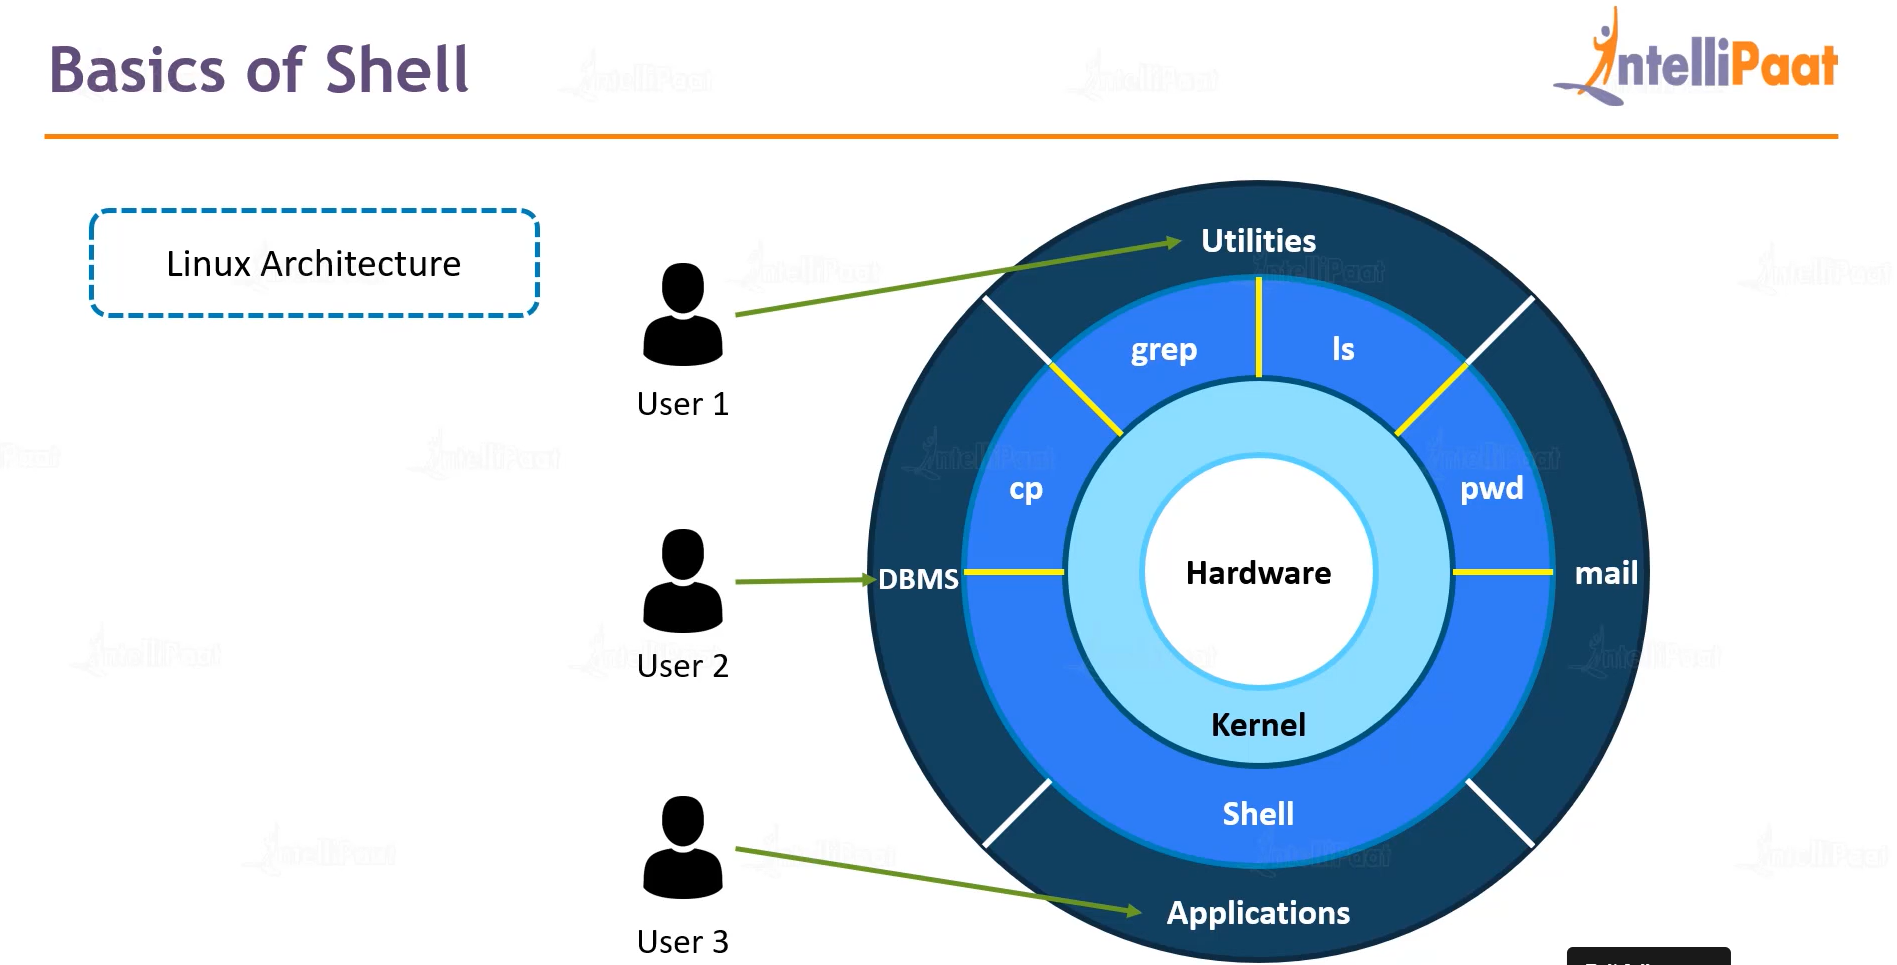 Basics of Shell
IntelliPaat
Linux Architecture
User 1
User 2
User 3
Utilities
grep
ls
cp
pwd
DBMS
Hardware
mail
Kernel
Shell
Applications